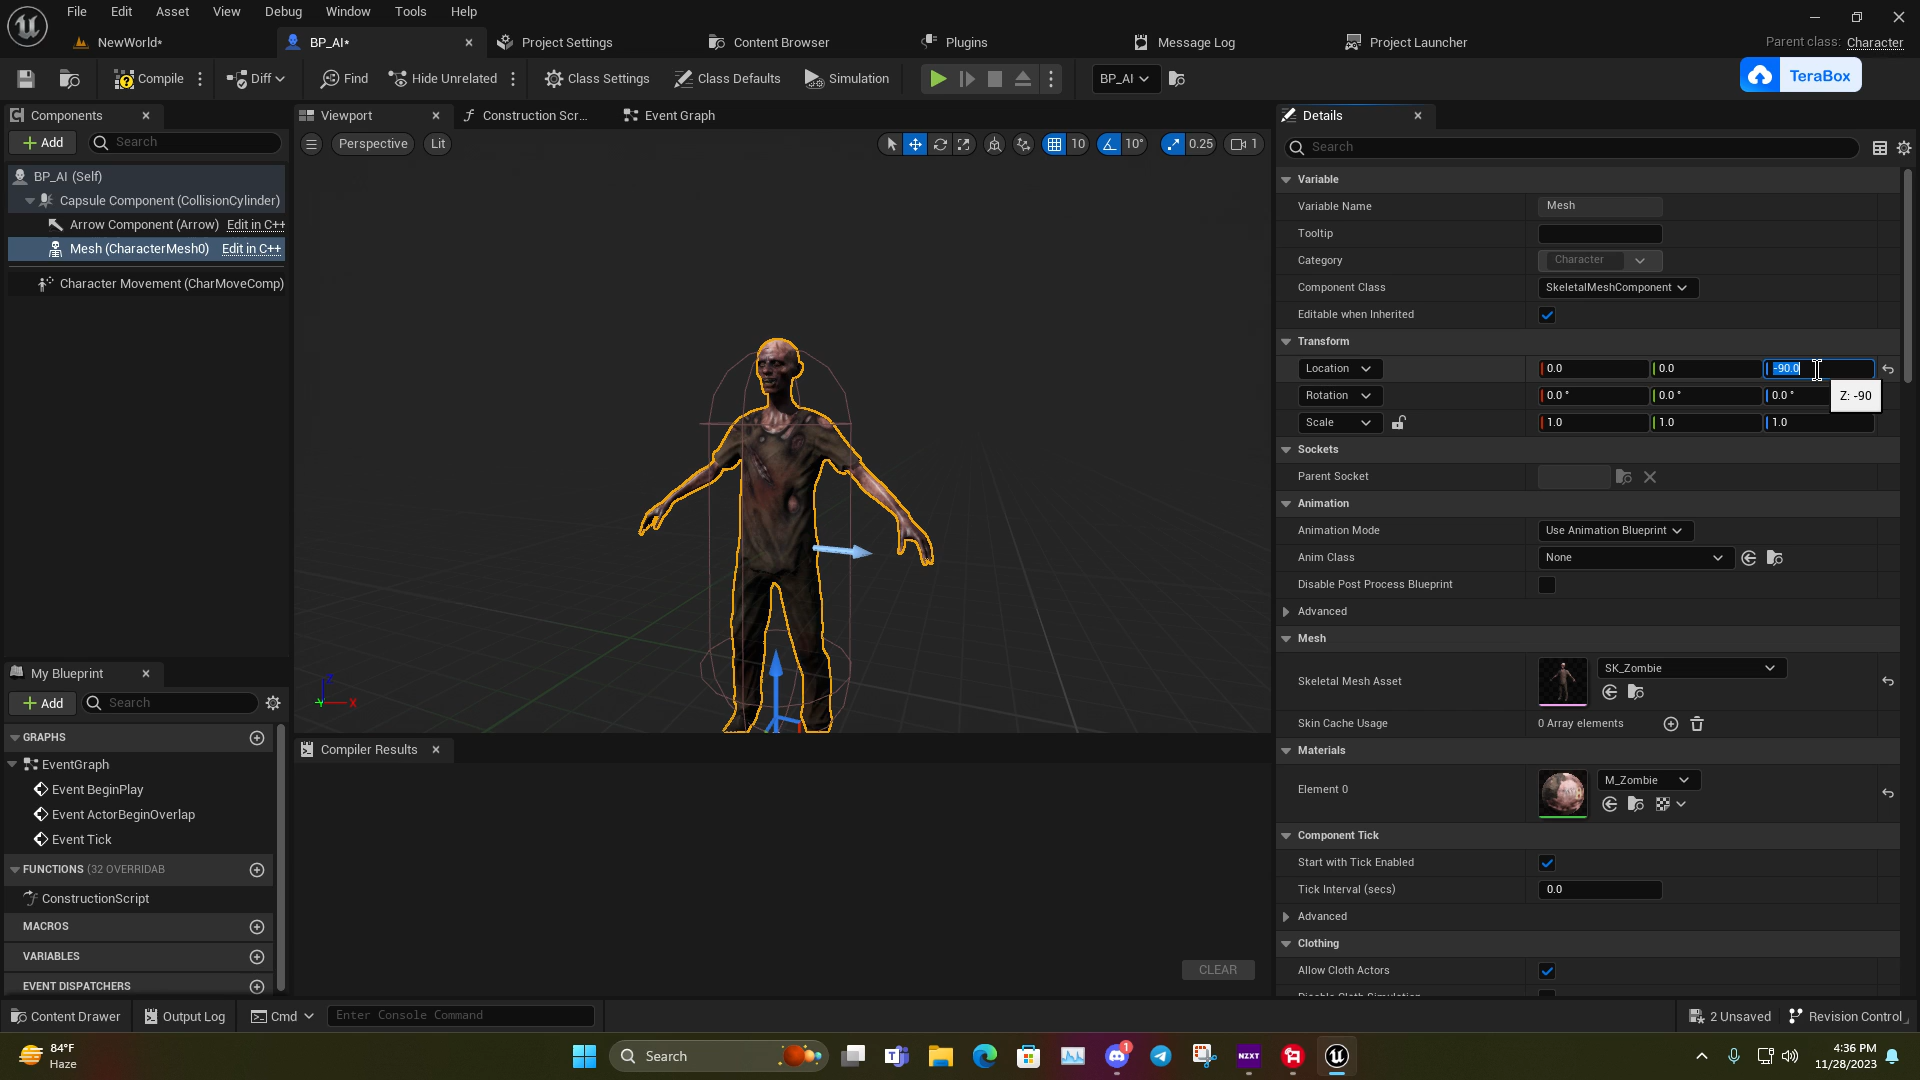 File Edit Asset View Debug Window Tools Help
NewWorld* BP_AI* Project Settings Content Browser Plugins Message Log Project Launcher Parent class: Character
Compile Diff Find Hide Unrelated Class Settings Class Defaults Simulation BP_AI TeraBox
Components Viewport Construction Scr... Event Graph Details
Add Search Perspective Lit 10 10° 0.25 1 Search
BP_AI (Self)
Capsule Component (CollisionCylinder)
Arrow Component (Arrow) Edit in C++
Mesh (CharacterMesh0) Edit in C++
Character Movement (CharMoveComp)
Z
Y X
Variable
Variable Name Mesh
Tooltip
Category Character
Component Class SkeletalMeshComponent
Editable when Inherited
Transform
Location 0.0 0.0 -90.0
Rotation 0.0 ° 0.0 ° 0.0 ° Z: -90
Scale 1.0 1.0 1.0
Sockets
Parent Socket
Animation
Animation Mode Use Animation Blueprint
Anim Class None
Disable Post Process Blueprint
Advanced
Mesh
Skeletal Mesh Asset SK_Zombie
Skin Cache Usage 0 Array elements
Materials
Element 0 M_Zombie
Component Tick
Start with Tick Enabled
Tick Interval (secs) 0.0
Advanced
Clothing
Allow Cloth Actors
My Blueprint
Add Search
GRAPHS
EventGraph
Event BeginPlay
Event ActorBeginOverlap
Event Tick
FUNCTIONS (32 OVERRIDAB
ConstructionScript
MACROS
VARIABLES
EVENT DISPATCHERS
Compiler Results
CLEAR
Content Drawer Output Log Cmd Enter Console Command 2 Unsaved Revision Control
84°F
Haze
Search
1
NZXT
4:36 PM
11/28/2023